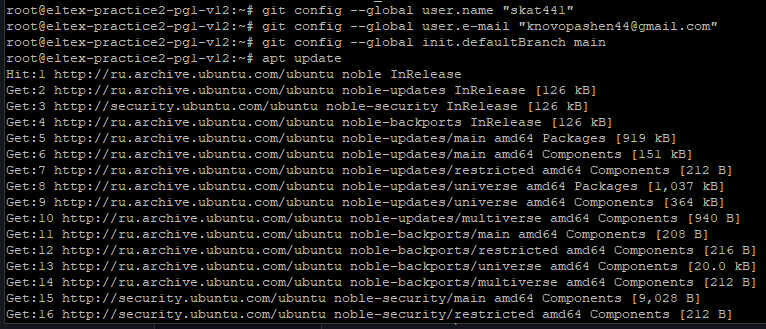 root@eltex-practice2-pg1-v12:~# git config --global user.name "skat441"
root@eltex-practice2-pg1-v12:~# git config --global user.e-mail "knovopashen44@gmail.com"
root@eltex-practice2-pg1-v12:~# git config --global init.defaultBranch main
root@eltex-practice2-pg1-v12:~# apt update
Hit:1 http://ru.archive.ubuntu.com/ubuntu noble InRelease
Get:2 http://ru.archive.ubuntu.com/ubuntu noble-updates InRelease [126 kB]
Get:3 http://security.ubuntu.com/ubuntu noble-security InRelease [126 kB]
Get:4 http://ru.archive.ubuntu.com/ubuntu noble-backports InRelease [126 kB]
Get:5 http://ru.archive.ubuntu.com/ubuntu noble-updates/main amd64 Packages [919 kB]
Get:6 http://ru.archive.ubuntu.com/ubuntu noble-updates/main amd64 Components [151 kB]
Get:7 http://ru.archive.ubuntu.com/ubuntu noble-updates/restricted amd64 Components [212 B]
Get:8 http://ru.archive.ubuntu.com/ubuntu noble-updates/universe amd64 Packages [1,037 kB]
Get:9 http://ru.archive.ubuntu.com/ubuntu noble-updates/universe amd64 Components [364 kB]
Get:10 http://ru.archive.ubuntu.com/ubuntu noble-updates/multiverse amd64 Components [940 B]
Get:11 http://ru.archive.ubuntu.com/ubuntu noble-backports/main amd64 Components [208 B]
Get:12 http://ru.archive.ubuntu.com/ubuntu noble-backports/restricted amd64 Components [216 B]
Get:13 http://ru.archive.ubuntu.com/ubuntu noble-backports/universe amd64 Components [20.0 kB]
Get:14 http://ru.archive.ubuntu.com/ubuntu noble-backports/multiverse amd64 Components [212 B]
Get:15 http://security.ubuntu.com/ubuntu noble-security/main amd64 Components [9,028 B]
Get:16 http://security.ubuntu.com/ubuntu noble-security/restricted amd64 Components [212 B]